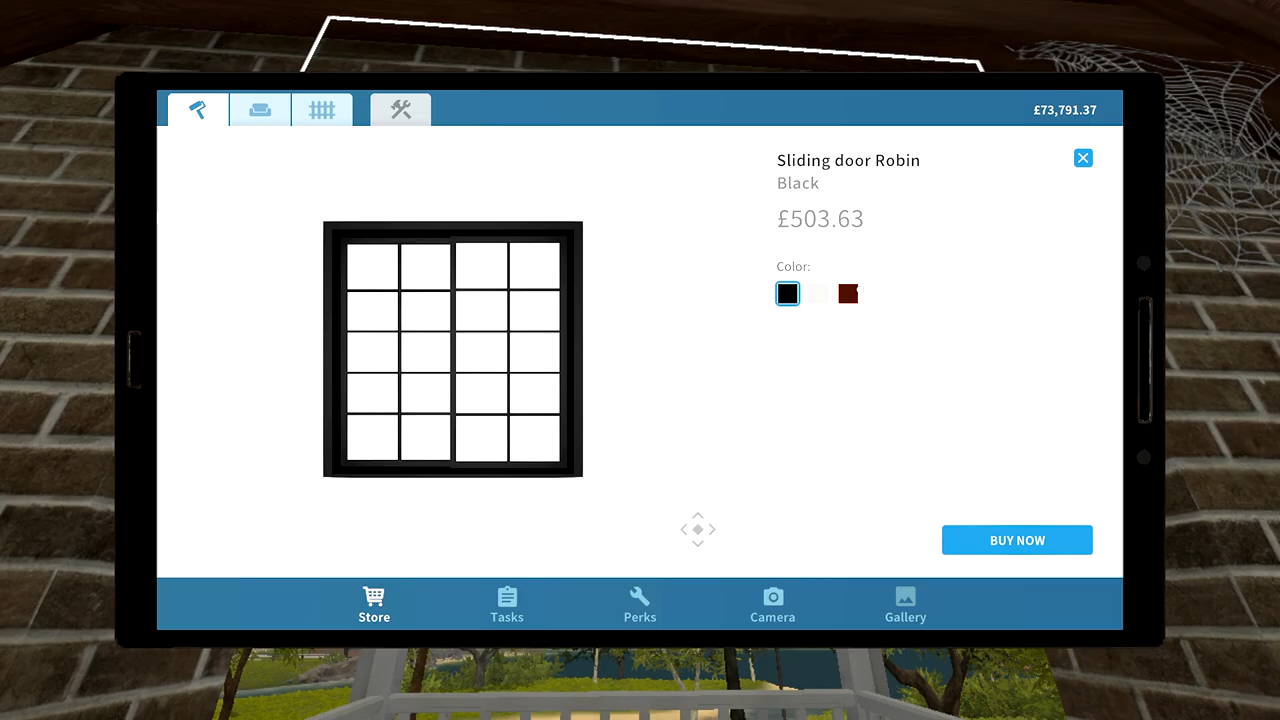 £73,791.37
Sliding door Robin
Black
£503.63
Color:
BUY NOW
Store
Tasks
Perks
Camera
Gallery